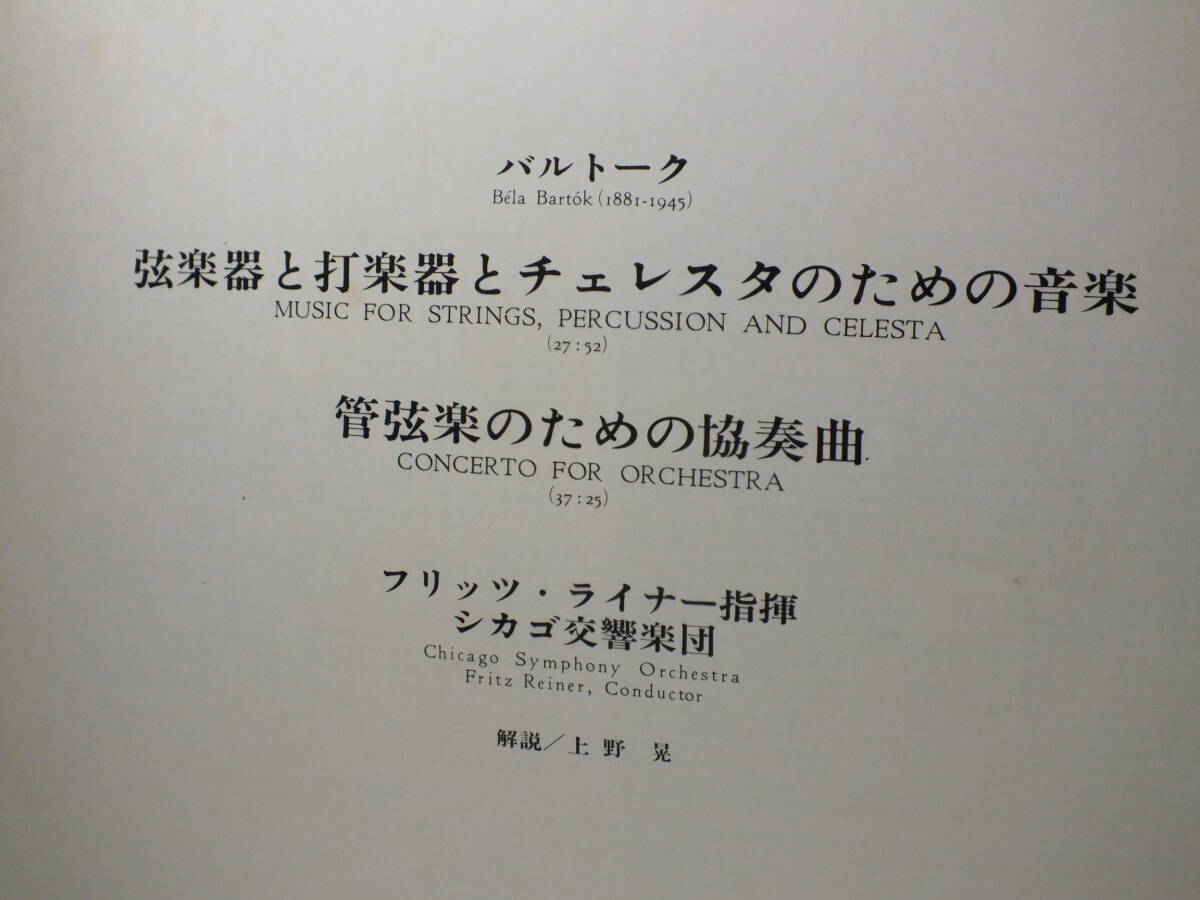 バルトーク
Béla Bartók (1881-1945)
弦楽器と打楽器とチェレスタのための音楽
MUSIC FOR STRINGS, PERCUSSION AND CELESTA
(27:52)
管弦楽のための協奏曲
CONCERTO FOR ORCHESTRA
(37:25)
フリッツ・ライナー指揮
シカゴ交響楽団
Chicago Symphony Orchestra
Fritz Reiner, Conductor
解説/上野 晃